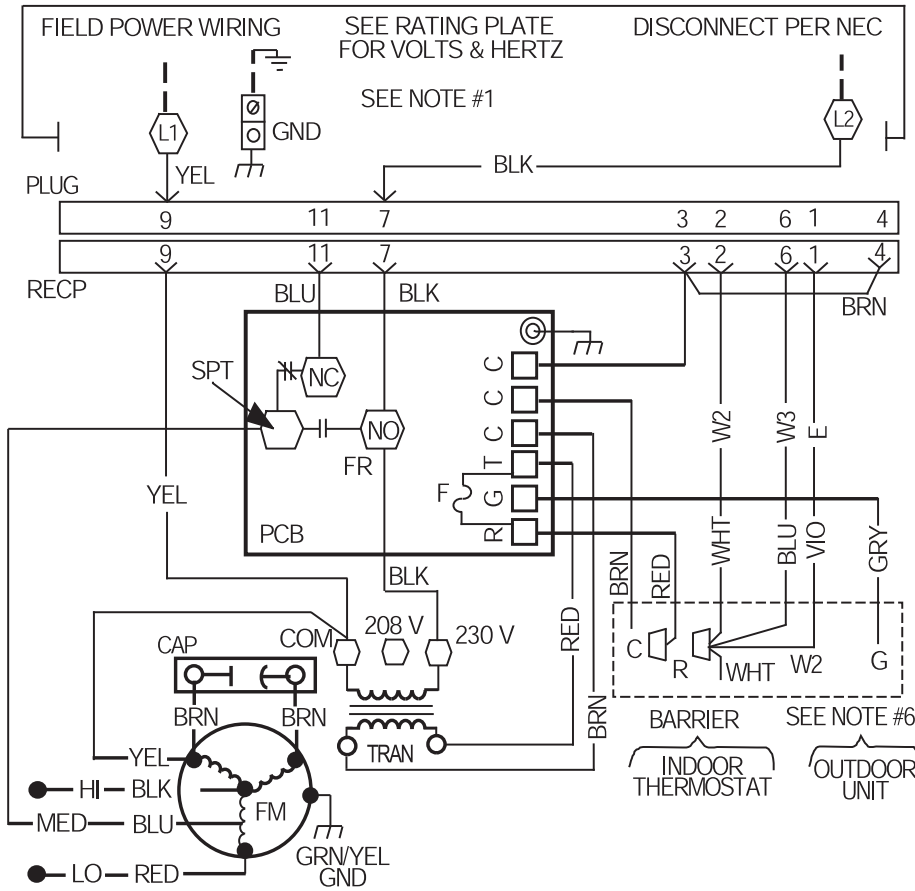 FIELD POWER WIRING
SEE RATING PLATE
FOR VOLTS & HERTZ
DISCONNECT PER NEC
SEE NOTE #1
L1
GND
L2
YEL
BLK
PLUG
9 11 7 3 2 6 1 4
9 11 7 3 2 6 1 4
RECP
BLU
BLK
BRN
SPT
NC
NO
FR
C
C
C
T
F
G
R
PCB
YEL
W2
W3
E
WHT
BLU
VIO
GRY
BRN
RED
BLK
RED
BRN
COM
208 V
230 V
C
R
WHT
W2
G
CAP
BRN
BRN
TRAN
BARRIER
SEE NOTE #6
INDOOR
THERMOSTAT
OUTDOOR
UNIT
YEL
HI BLK
FM
MED BLU
GRN/YEL
GND
LO RED